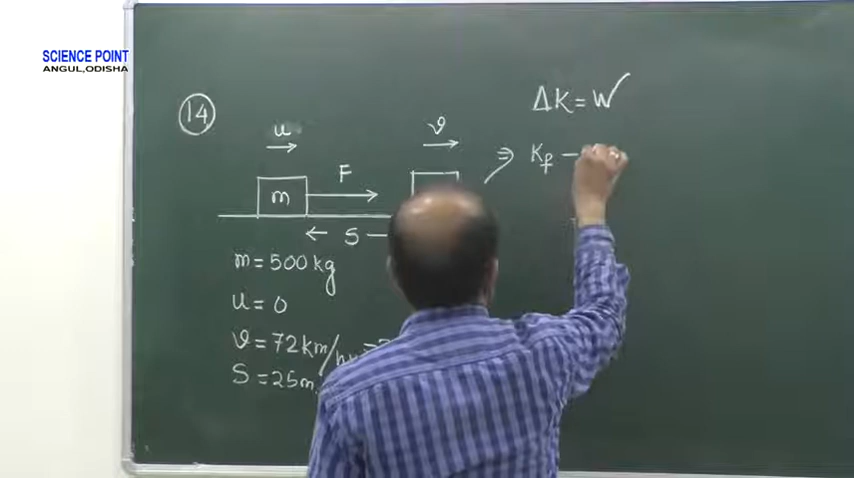 SCIENCE POINT
ANGUL,ODISHA
14
ΔK = W
u
v
⇒ Kf −
F
m
← S −
m = 500 kg
u = 0
v = 72 km/hr =
S = 25m